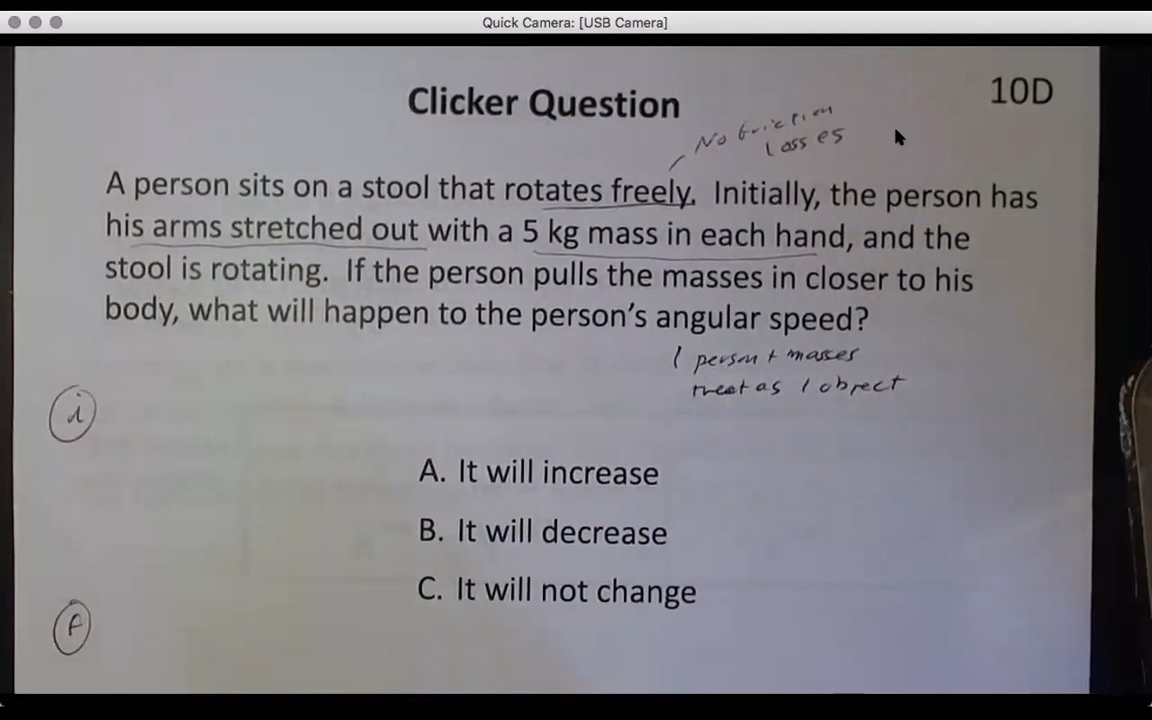 Quick Camera: [USB Camera]
Clicker Question
10D
No friction
losses
A person sits on a stool that rotates freely. Initially, the person has
his arms stretched out with a 5 kg mass in each hand, and the
stool is rotating. If the person pulls the masses in closer to his
body, what will happen to the person's angular speed?
person + masses
treat as 1 object
i
A. It will increase
B. It will decrease
C. It will not change
f